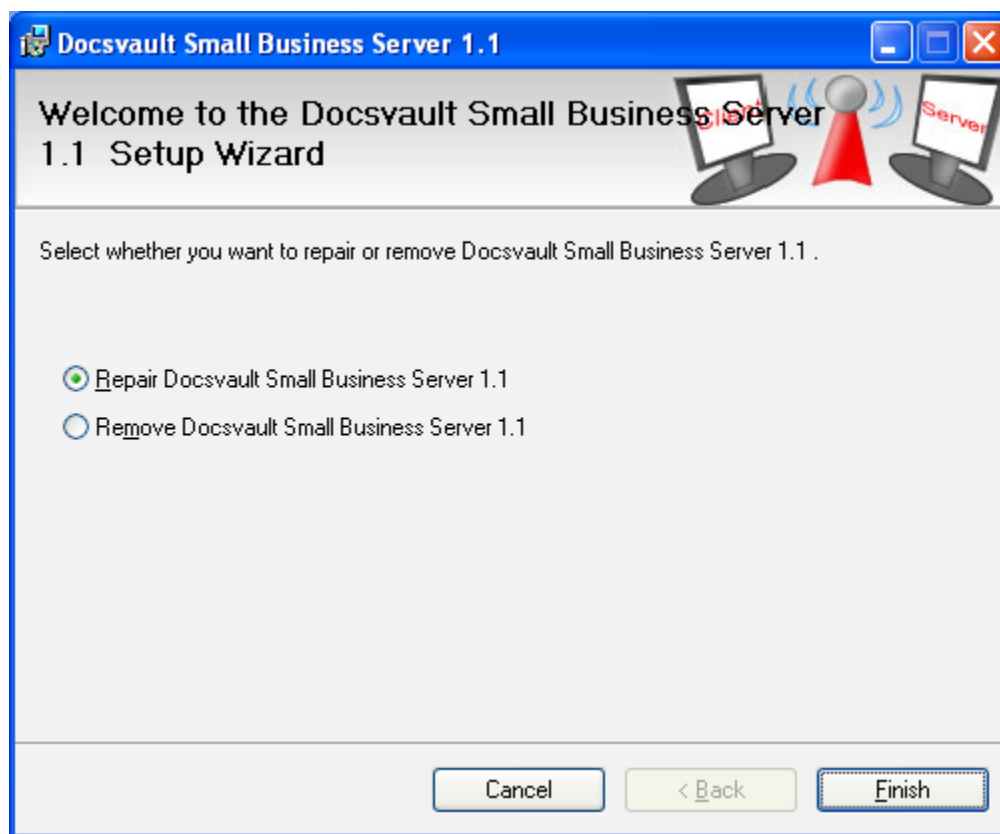 Docsvault Small Business Server 1.1
Welcome to the Docsvault Small Business Server
1.1 Setup Wizard
Client
Server
Select whether you want to repair or remove Docsvault Small Business Server 1.1 .
Repair Docsvault Small Business Server 1.1
Remove Docsvault Small Business Server 1.1
Cancel
< Back
Finish